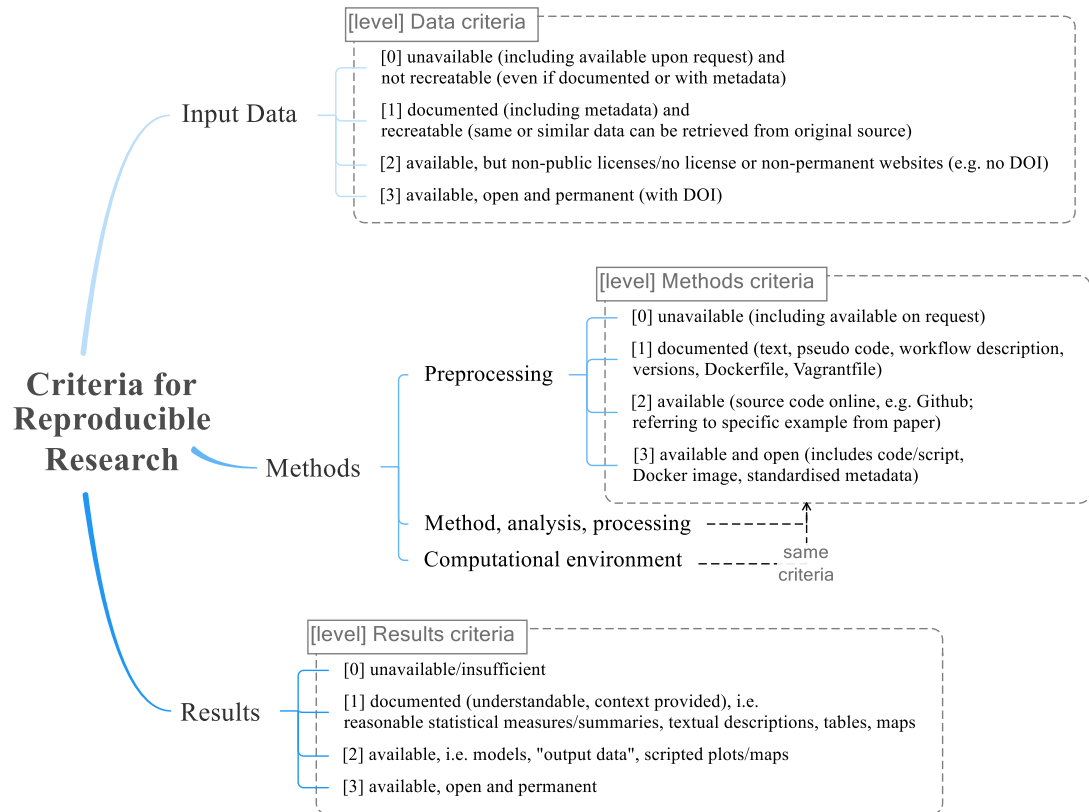 [level] Data criteria
[0] unavailable (including available upon request) and
not recreatable (even if documented or with metadata)
Input Data
[1] documented (including metadata) and
recreatable (same or similar data can be retrieved from original source)
[2] available, but non-public licenses/no license or non-permanent websites (e.g. no DOI)
[3] available, open and permanent (with DOI)
Criteria for
Reproducible
Research
Methods
[level] Methods criteria
Preprocessing
[0] unavailable (including available on request)
[1] documented (text, pseudo code, workflow description,
versions, Dockerfile, Vagrantfile)
[2] available (source code online, e.g. Github;
referring to specific example from paper)
[3] available and open (includes code/script,
Docker image, standardised metadata)
Method, analysis, processing
Computational environment
same
criteria
[level] Results criteria
Results
[0] unavailable/insufficient
[1] documented (understandable, context provided), i.e.
reasonable statistical measures/summaries, textual descriptions, tables, maps
[2] available, i.e. models, "output data", scripted plots/maps
[3] available, open and permanent